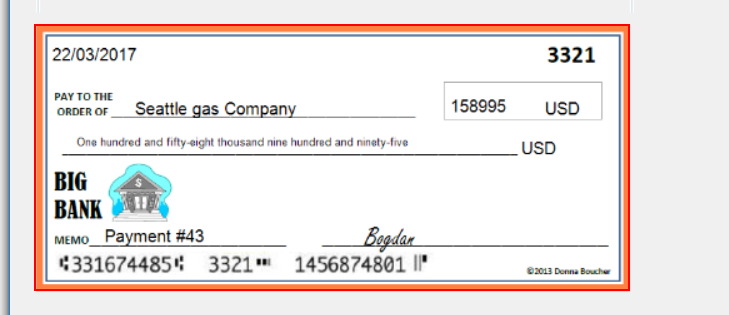 22/03/2017 3321
PAY TO THE
ORDER OF Seattle gas Company 158995 USD
One hundred and fifty-eight thousand nine hundred and ninety-five USD
BIG
BANK
$
MEMO Payment #43 Bogdan
⑆331674485⑆ 3321⑈ 1456874801 ⑈
©2013 Donna Boucher